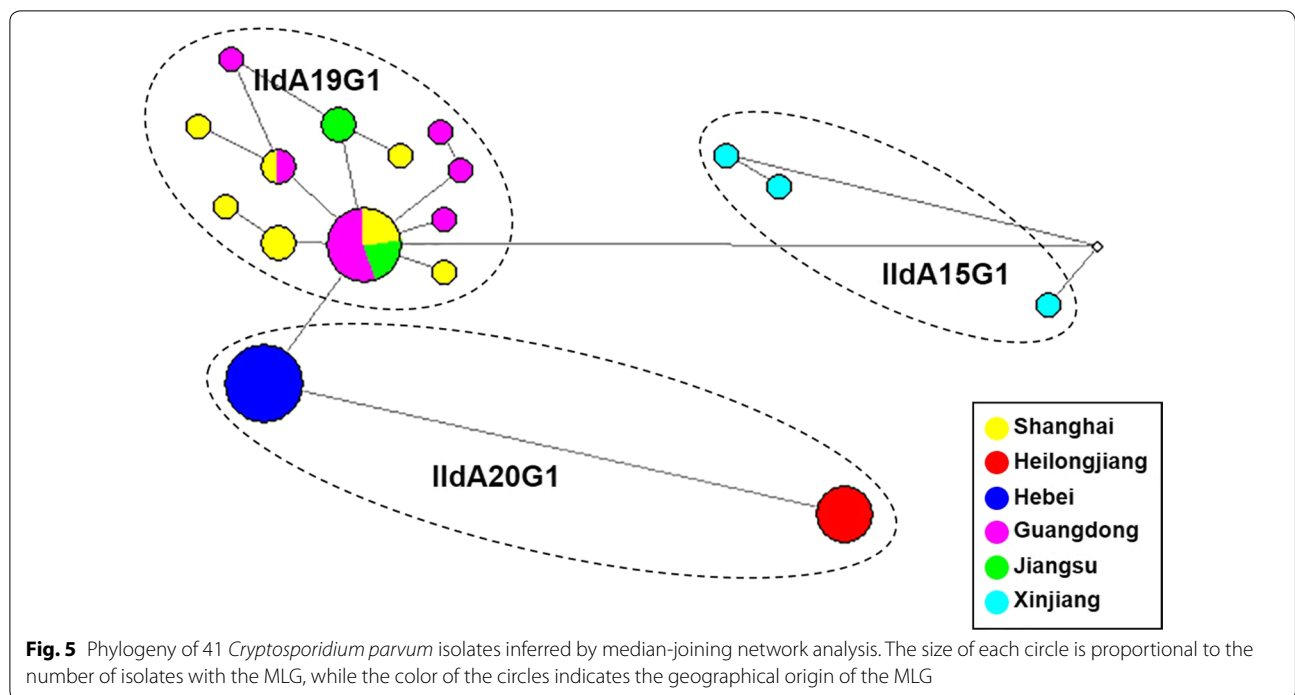 IIdA19G1
IIdA15G1
IIdA20G1
Shanghai
Heilongjiang
Hebei
Guangdong
Jiangsu
Xinjiang
Fig. 5 Phylogeny of 41 Cryptosporidium parvum isolates inferred by median-joining network analysis. The size of each circle is proportional to the
number of isolates with the MLG, while the color of the circles indicates the geographical origin of the MLG